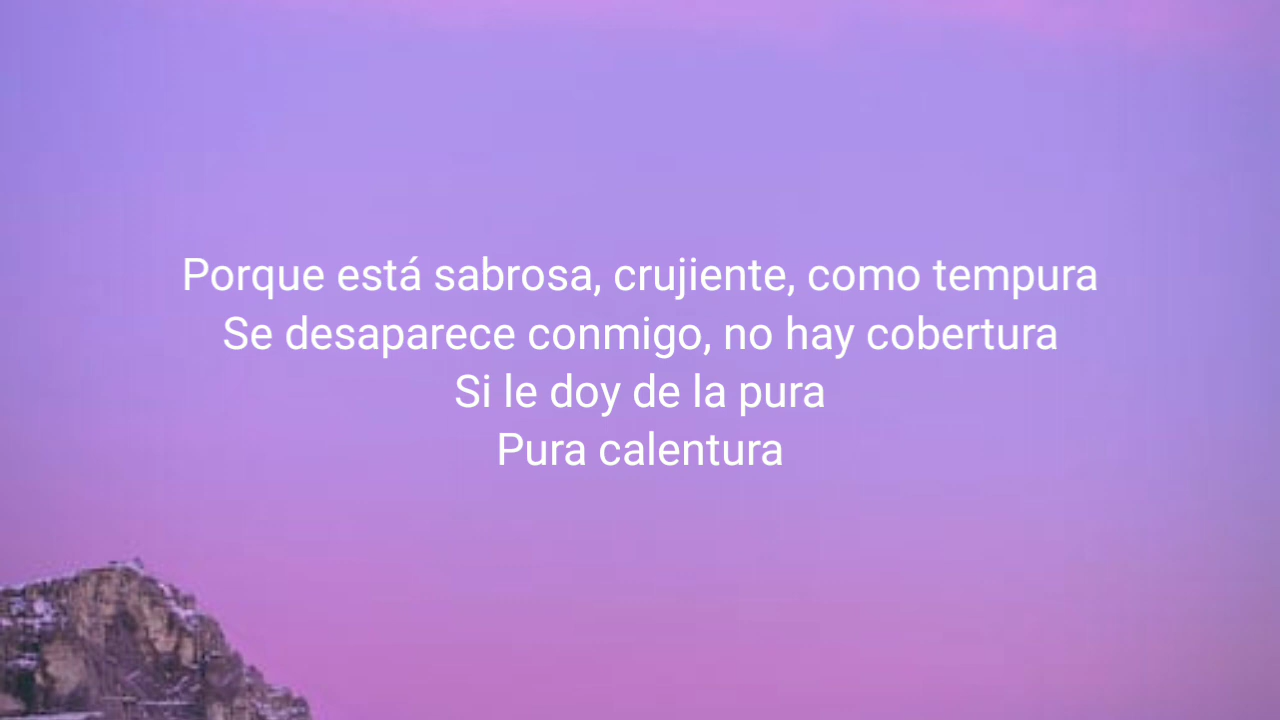 Porque está sabrosa, crujiente, como tempura
Se desaparece conmigo, no hay cobertura
Si le doy de la pura
Pura calentura